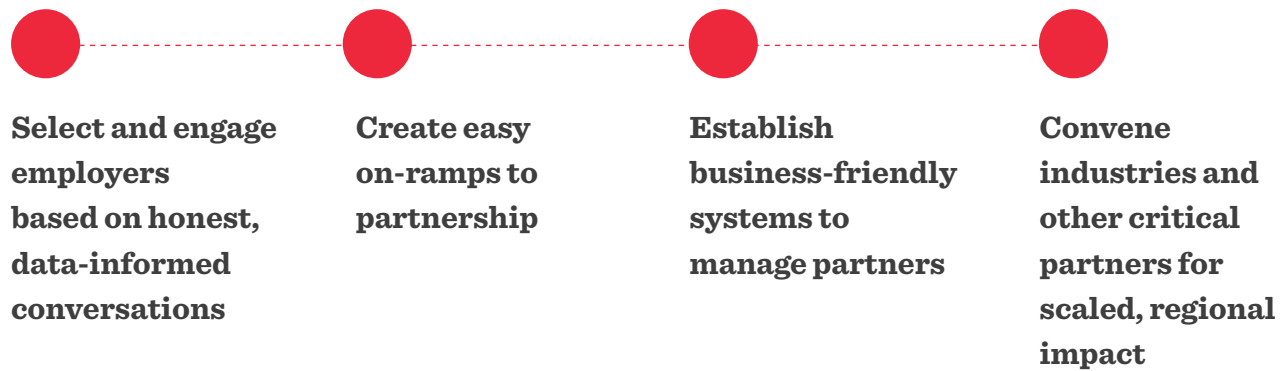 Select and engage
employers
based on honest,
data-informed
conversations
Create easy
on-ramps to
partnership
Establish
business-friendly
systems to
manage partners
Convene
industries and
other critical
partners for
scaled, regional
impact